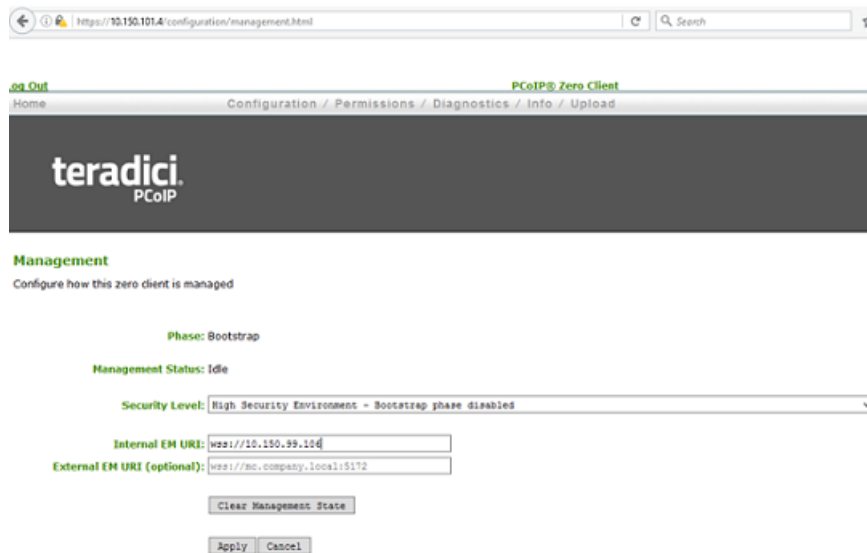 https://10.150.101.4/configuration/management.html
Search
og Out
PCoIP® Zero Client
Home
Configuration / Permissions / Diagnostics / Info / Upload
teradici.
PCoIP
Management
Configure how this zero client is managed
Phase: Bootstrap
Management Status: Idle
Security Level: High Security Environment - Bootstrap phase disabled
Internal EM URI: wss://10.150.99.106
External EM URI (optional): wss://mc.company.local:5172
Clear Management State
Apply Cancel